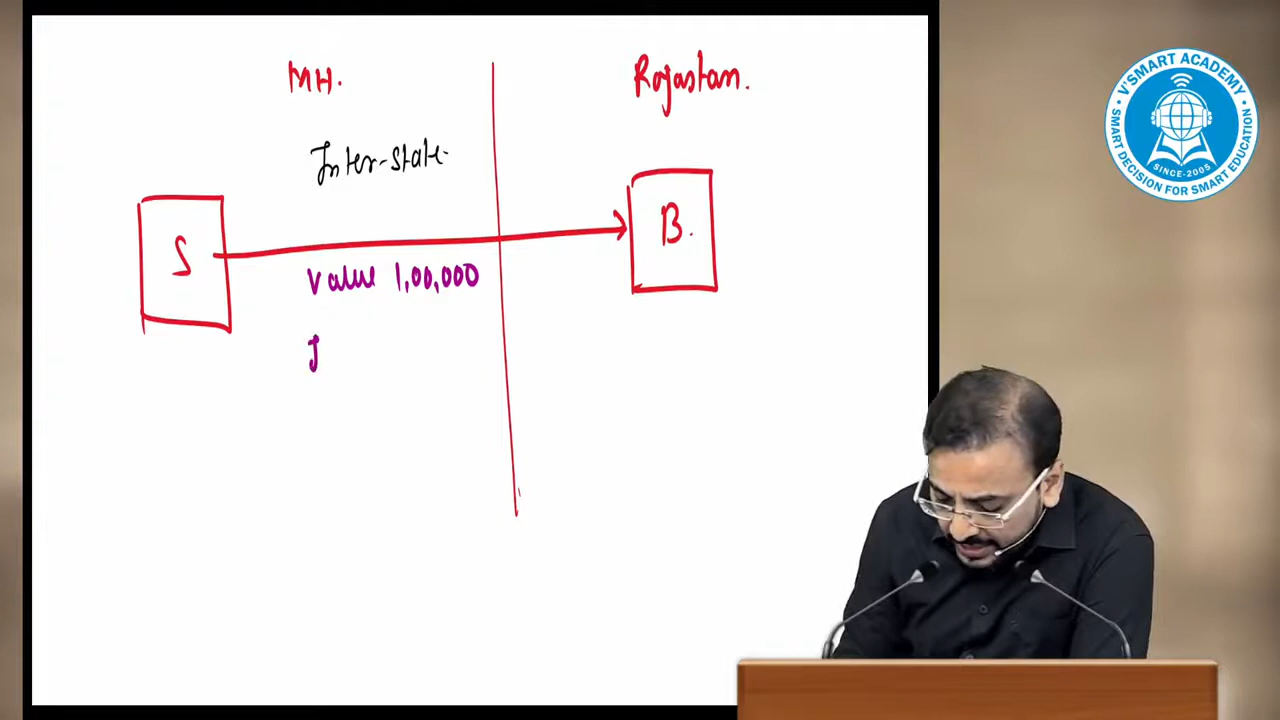 MH.
Rajastan.
Inter-state
S
B.
Value 1,00,000
I
V'SMART ACADEMY
SINCE-2005
SMART DECISION FOR SMART EDUCATION